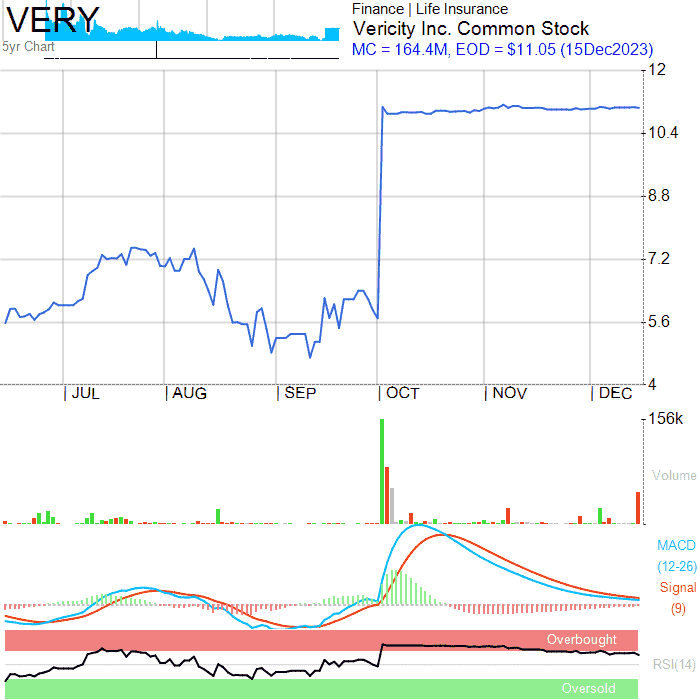 VERY
5yr Chart
Finance | Life Insurance
Vericity Inc. Common Stock
MC = 164.4M, EOD = $11.05 (15Dec2023)
12
10.4
8.8
7.2
5.6
4
JUL AUG SEP OCT NOV DEC
156k
Volume
MACD
(12-26)
Signal
(9)
Overbought
RSI(14)
Oversold